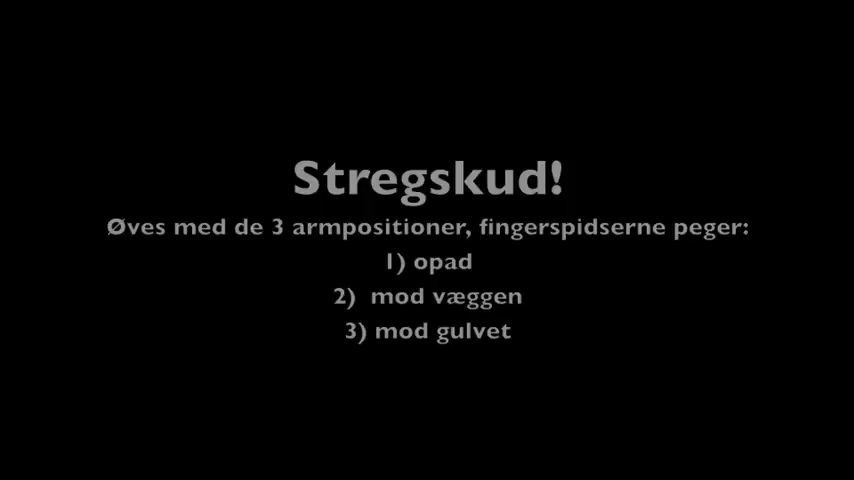 Stregskud!
Øves med de 3 armpositioner, fingerspidserne peger:
1) opad
2) mod væggen
3) mod gulvet